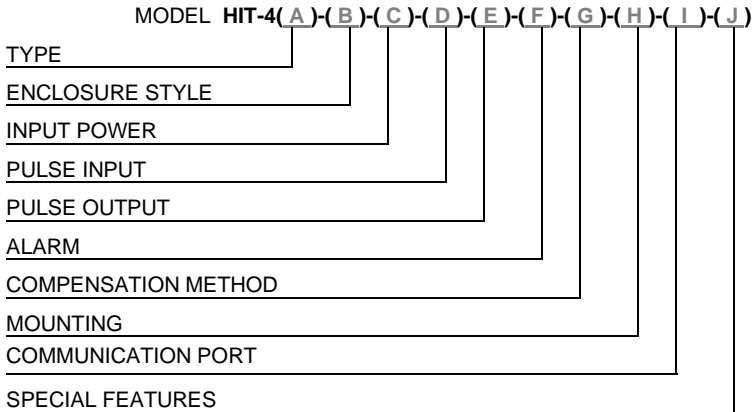 MODEL HIT-4( A )-( B )-( C )-( D )-( E )-( F )-( G )-( H )-( I )-( J )
TYPE
ENCLOSURE STYLE
INPUT POWER
PULSE INPUT
PULSE OUTPUT
ALARM
COMPENSATION METHOD
MOUNTING
COMMUNICATION PORT
SPECIAL FEATURES